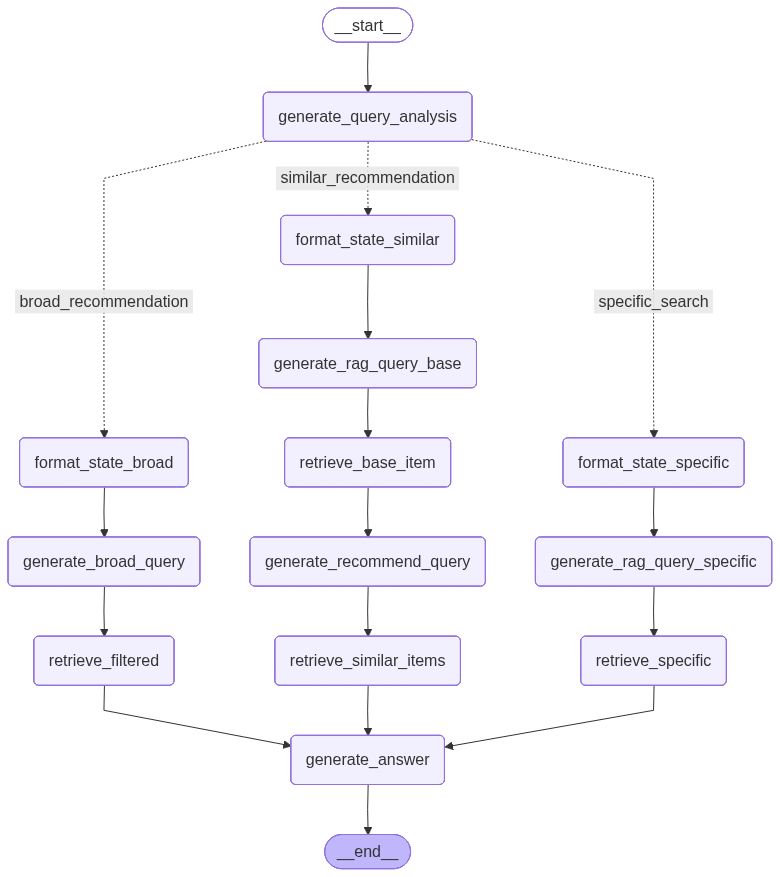 __start__
generate_query_analysis
similar_recommendation
format_state_similar
broad_recommendation
specific_search
generate_rag_query_base
format_state_broad
retrieve_base_item
format_state_specific
generate_broad_query
generate_recommend_query
generate_rag_query_specific
retrieve_filtered
retrieve_similar_items
retrieve_specific
generate_answer
__end__